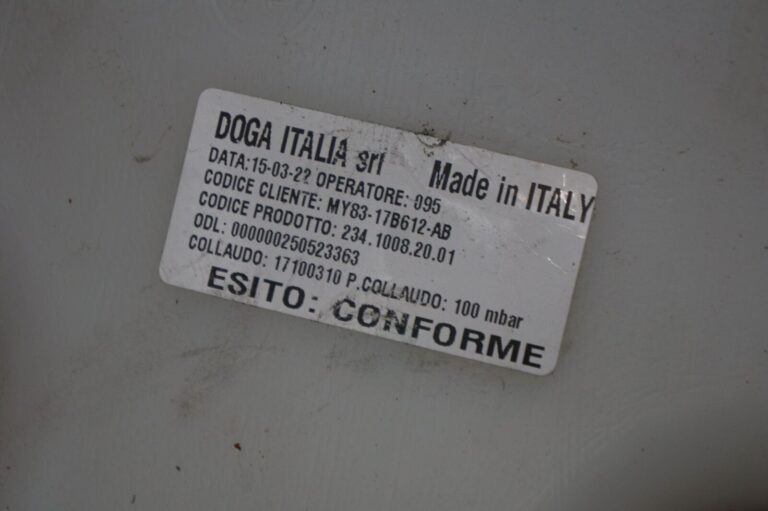 DOGA ITALIA srl Made in ITALY
DATA:15-03-22 OPERATORE: 095
CODICE CLIENTE: MY83-17B612-AB
CODICE PRODOTTO: 234.1008.20.01
ODL: 000000250523363
COLLAUDO: 17100310 P.COLLAUDO: 100 mbar
ESITO: CONFORME